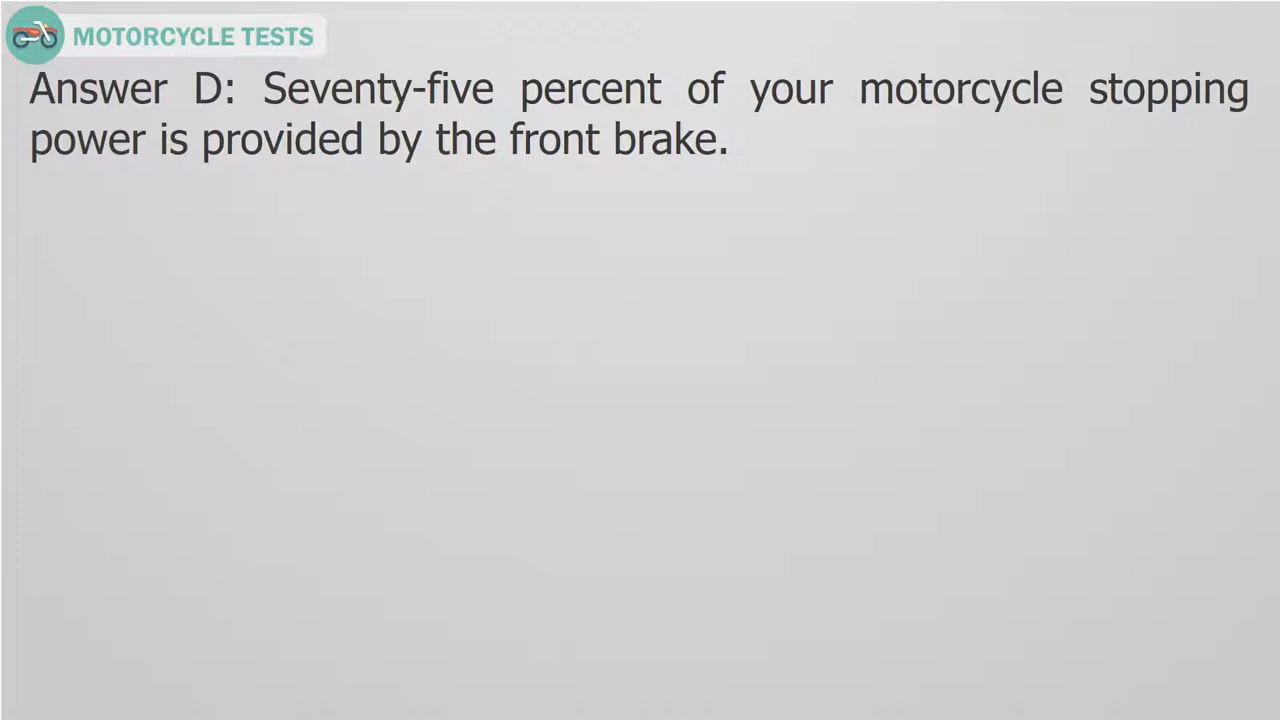 MOTORCYCLE TESTS
Answer D: Seventy-five percent of your motorcycle stopping
power is provided by the front brake.